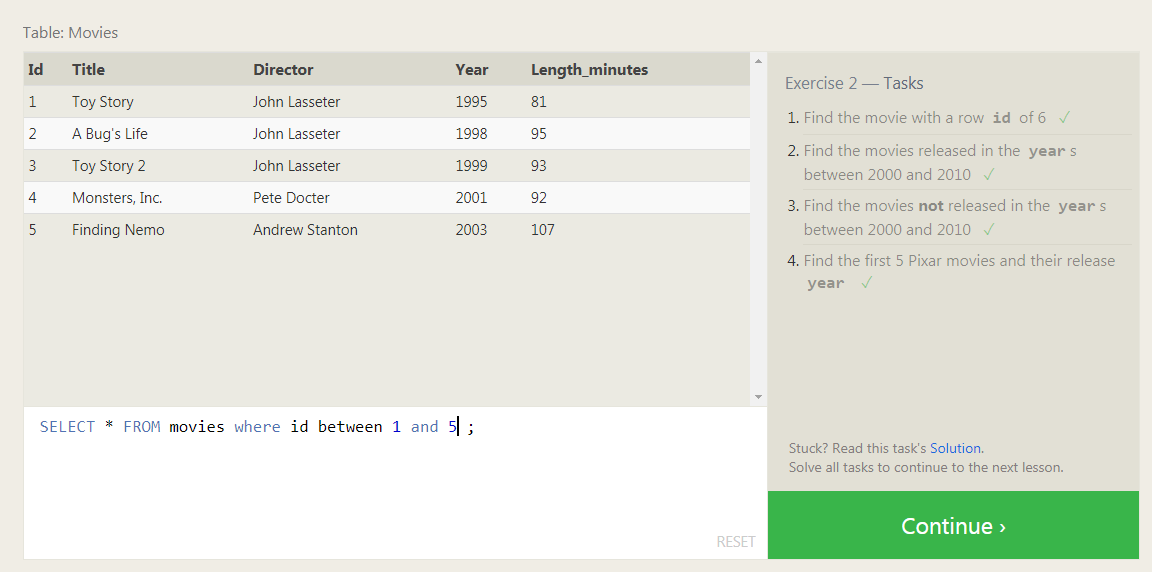 Table: Movies
Id Title Director Year Length_minutes
1 Toy Story John Lasseter 1995 81
2 A Bug's Life John Lasseter 1998 95
3 Toy Story 2 John Lasseter 1999 93
4 Monsters, Inc. Pete Docter 2001 92
5 Finding Nemo Andrew Stanton 2003 107
SELECT * FROM movies where id between 1 and 5 ;
RESET
Exercise 2 — Tasks
1. Find the movie with a row id of 6 ✓
2. Find the movies released in the year s
between 2000 and 2010 ✓
3. Find the movies not released in the year s
between 2000 and 2010 ✓
4. Find the first 5 Pixar movies and their release
year ✓
Stuck? Read this task's Solution.
Solve all tasks to continue to the next lesson.
Continue ›